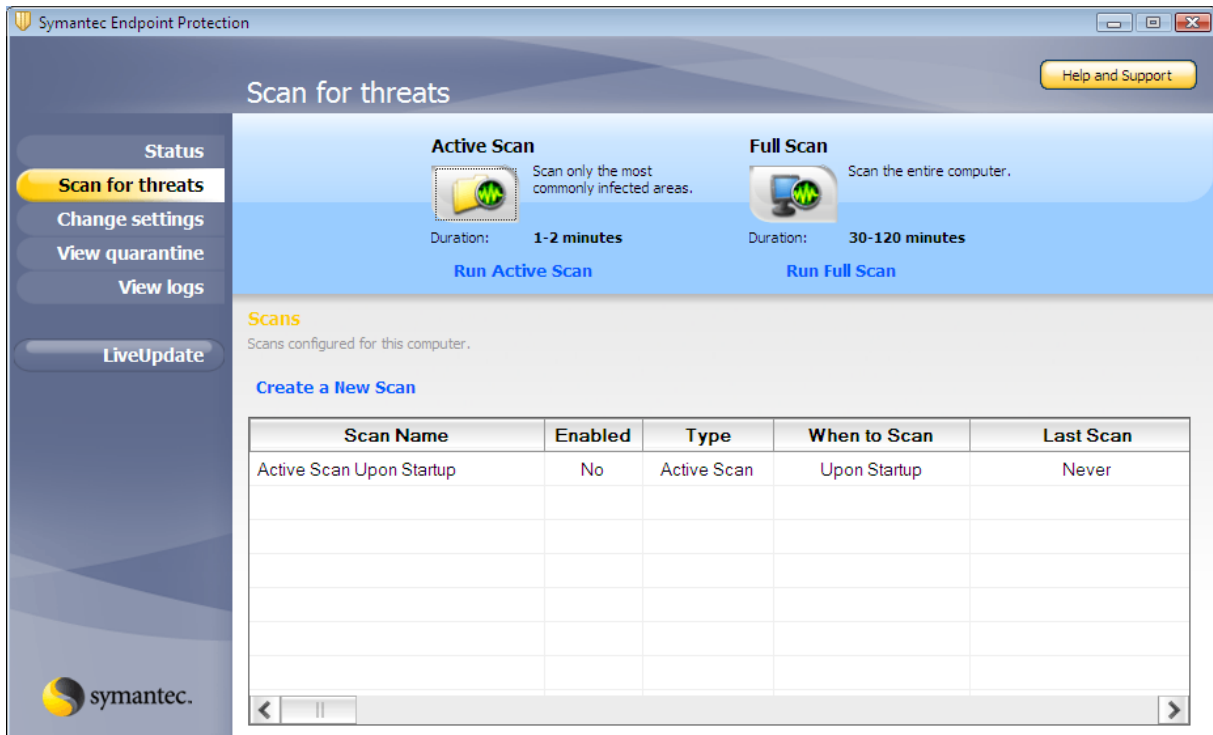 Symantec Endpoint Protection
Scan for threats
Help and Support
Status
Scan for threats
Change settings
View quarantine
View logs
LiveUpdate
Active Scan
Scan only the most
commonly infected areas.
Duration: 1-2 minutes
Run Active Scan
Full Scan
Scan the entire computer.
Duration: 30-120 minutes
Run Full Scan
Scans
Scans configured for this computer.
Create a New Scan
Scan Name Enabled Type When to Scan Last Scan
Active Scan Upon Startup No Active Scan Upon Startup Never
symantec.